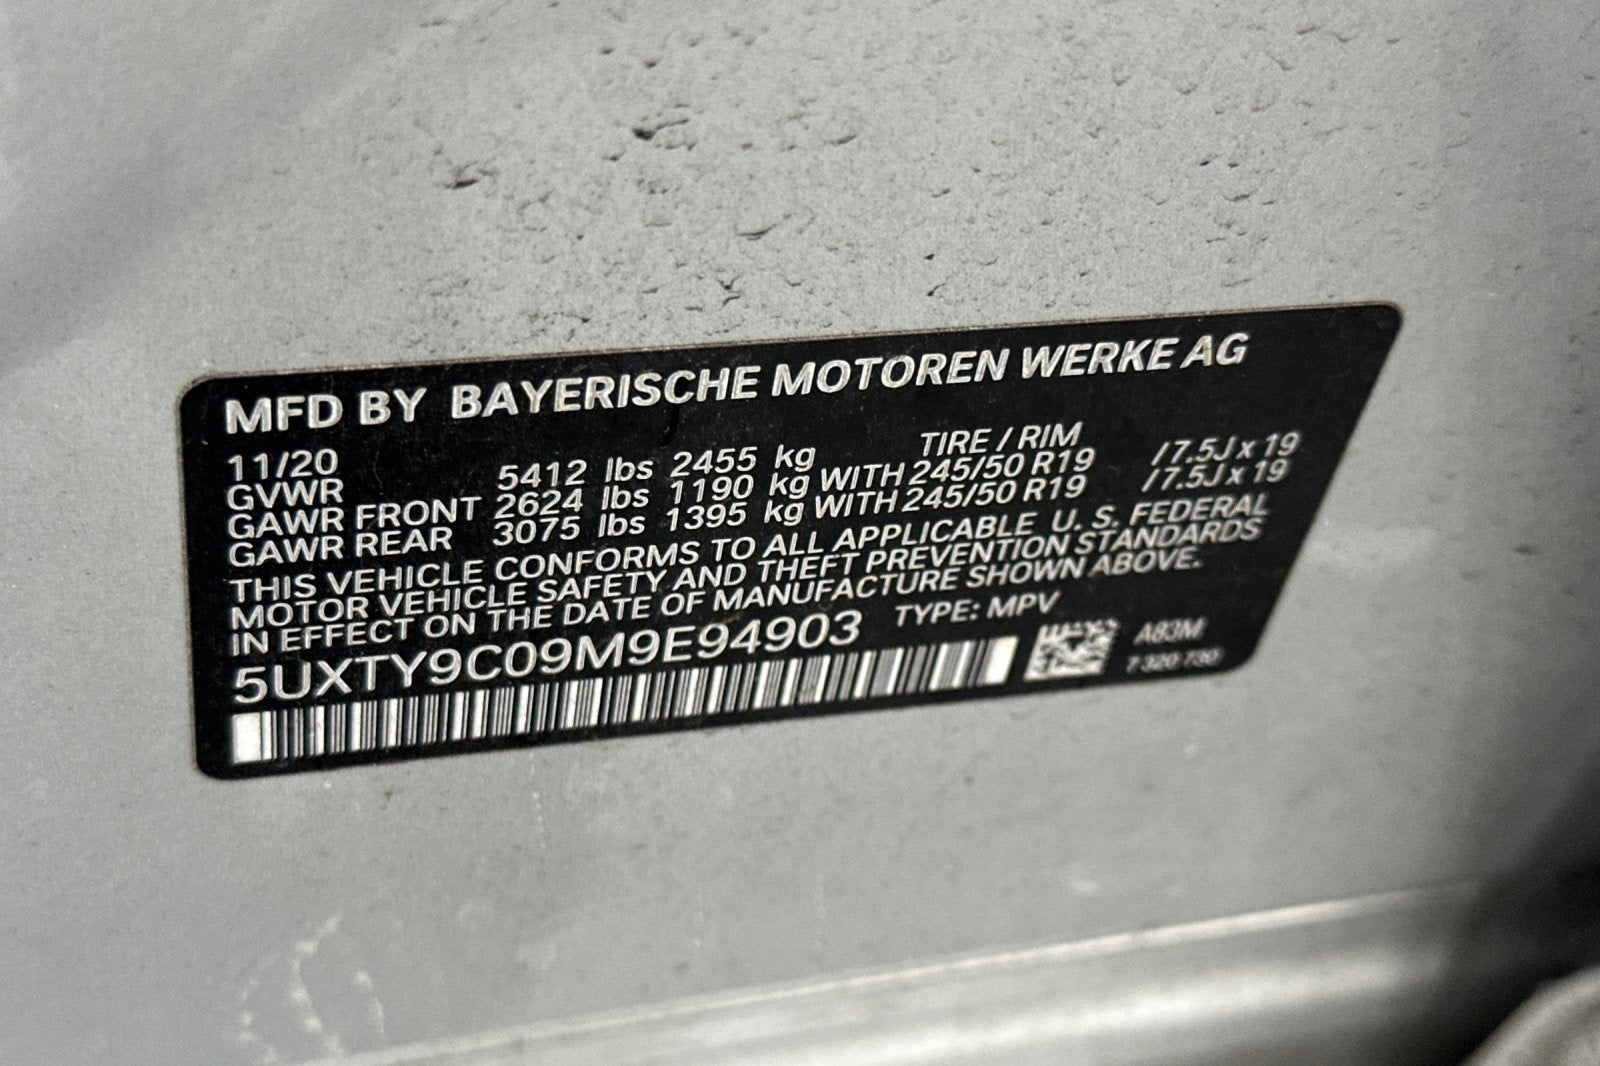 MFD BY BAYERISCHE MOTOREN WERKE AG
11/20 TIRE / RIM
GVWR 5412 lbs 2455 kg
GAWR FRONT 2624 lbs 1190 kg WITH 245/50 R19 /7.5J x 19
GAWR REAR 3075 lbs 1395 kg WITH 245/50 R19 /7.5J x 19
THIS VEHICLE CONFORMS TO ALL APPLICABLE U. S. FEDERAL
MOTOR VEHICLE SAFETY AND THEFT PREVENTION STANDARDS
IN EFFECT ON THE DATE OF MANUFACTURE SHOWN ABOVE.
5UXTY9C09M9E94903 TYPE: MPV
A83M
7 320 730